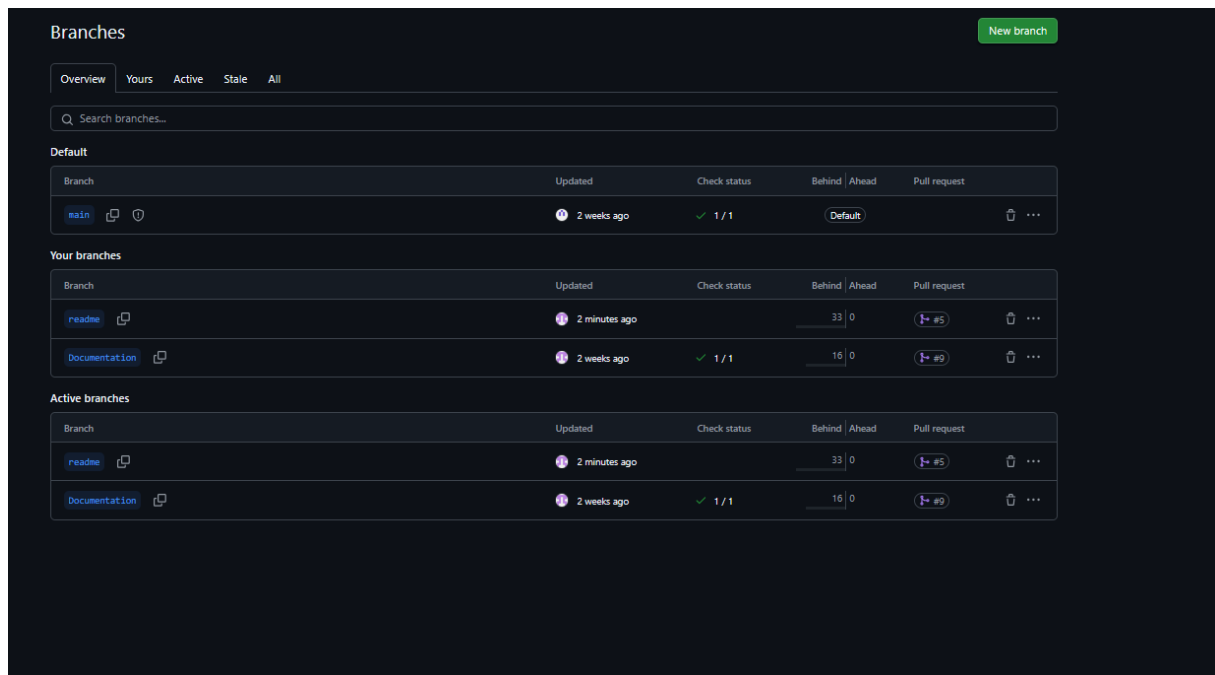 Branches
New branch
Overview Yours Active Stale All
Search branches...
Default
Branch Updated Check status Behind Ahead Pull request
main 2 weeks ago 1 / 1 Default
Your branches
Branch Updated Check status Behind Ahead Pull request
readme 2 minutes ago 33 0 #5
Documentation 2 weeks ago 1 / 1 16 0 #9
Active branches
Branch Updated Check status Behind Ahead Pull request
readme 2 minutes ago 33 0 #5
Documentation 2 weeks ago 1 / 1 16 0 #9